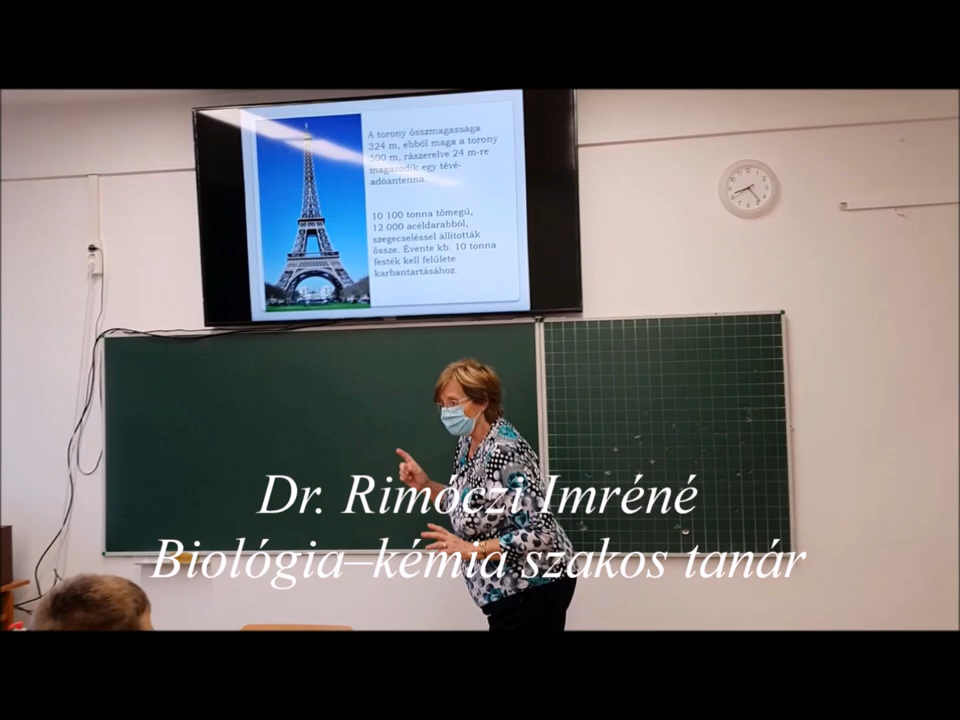 A torony összmagassága
324 m, ebből maga a torony
300 m, rászerelve 24 m-re
magasodik egy tévé-
adóantenna.
10 100 tonna tömegű,
12 000 acéldarabból,
szegecseléssel állították
össze. Évente kb. 10 tonna
festék kell felülete
karbantartásához.
Dr. Rimóczi Imréné
Biológia–kémia szakos tanár